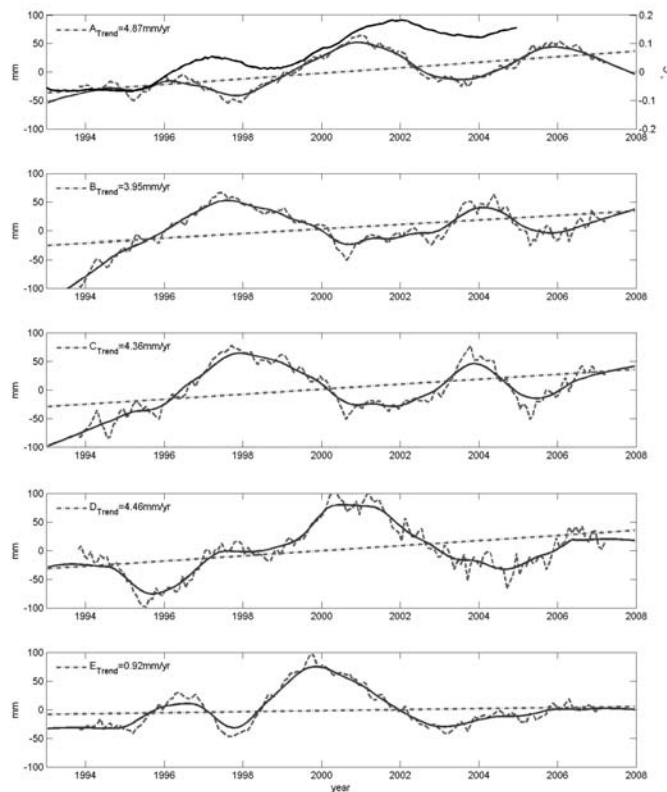 100 0.2
50 A_Trend=4.87mm/yr 0.1
mm 0 0
-50 0.1
-100 0.2
1994 1996 1998 2000 2002 2004 2006 2008
100
50 B_Trend=3.95mm/yr
mm 0
-50
-100
1994 1996 1998 2000 2002 2004 2006 2008
100
50 C_Trend=4.36mm/yr
mm 0
-50
-100
1994 1996 1998 2000 2002 2004 2006 2008
100
50 D_Trend=4.46mm/yr
mm 0
-50
-100
1994 1996 1998 2000 2002 2004 2006 2008
100
50 E_Trend=0.92mm/yr
mm 0
-50
-100
1994 1996 1998 2000 2002 2004 2006 2008
year